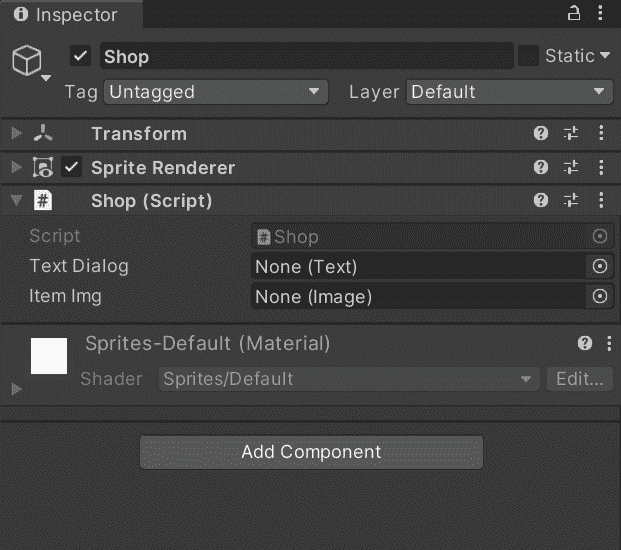 Inspector
Shop Static
Tag Untagged Layer Default
Transform
Sprite Renderer
# Shop (Script)
Script # Shop
Text Dialog None (Text)
Item Img None (Image)
Sprites-Default (Material)
Shader Sprites/Default Edit...
Add Component